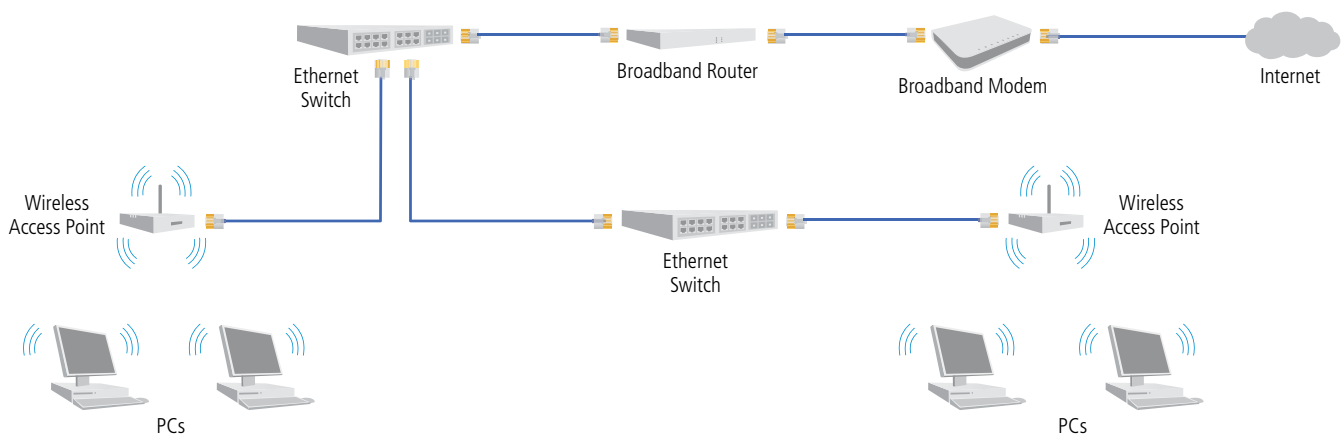 Ethernet
Switch
Broadband Router
Broadband Modem
Internet
Wireless
Access Point
Ethernet
Switch
Wireless
Access Point
PCs
PCs